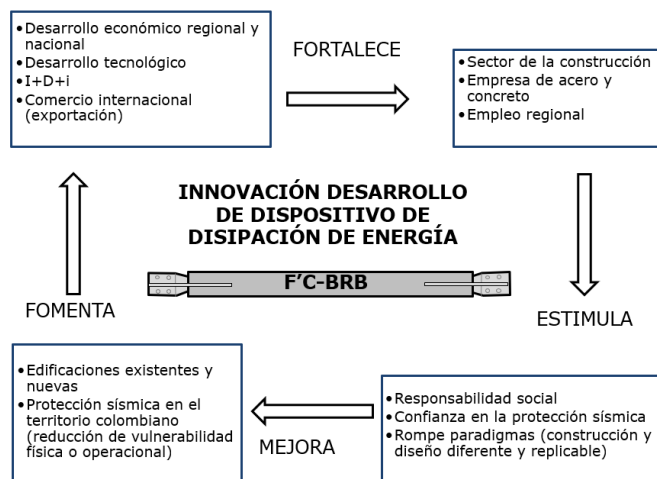 •Desarrollo económico regional y
nacional
•Desarrollo tecnológico
•I+D+i
•Comercio internacional
(exportación)
FORTALECE
•Sector de la construcción
•Empresa de acero y
concreto
•Empleo regional
INNOVACIÓN DESARROLLO
DE DISPOSITIVO DE
DISIPACIÓN DE ENERGÍA
F'C-BRB
FOMENTA
ESTIMULA
•Edificaciones existentes y
nuevas
•Protección sísmica en el
territorio colombiano
(reducción de vulnerabilidad
física o operacional)
MEJORA
•Responsabilidad social
•Confianza en la protección sísmica
•Rompe paradigmas (construcción y
diseño diferente y replicable)